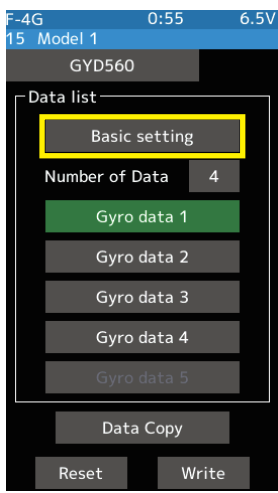 F-4G 0:55 6.5V
15 Model 1
GYD560
Data list
Basic setting
Number of Data 4
Gyro data 1
Gyro data 2
Gyro data 3
Gyro data 4
Gyro data 5
Data Copy
Reset Write